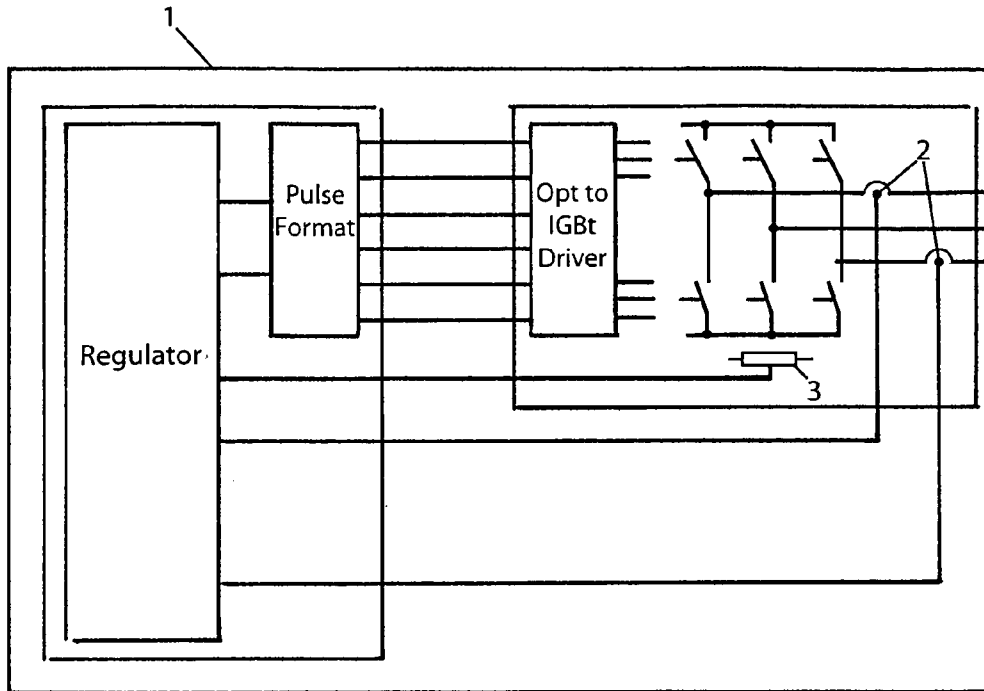 1
Pulse
Format
Opt to
IGBt
Driver
2
Regulator
3